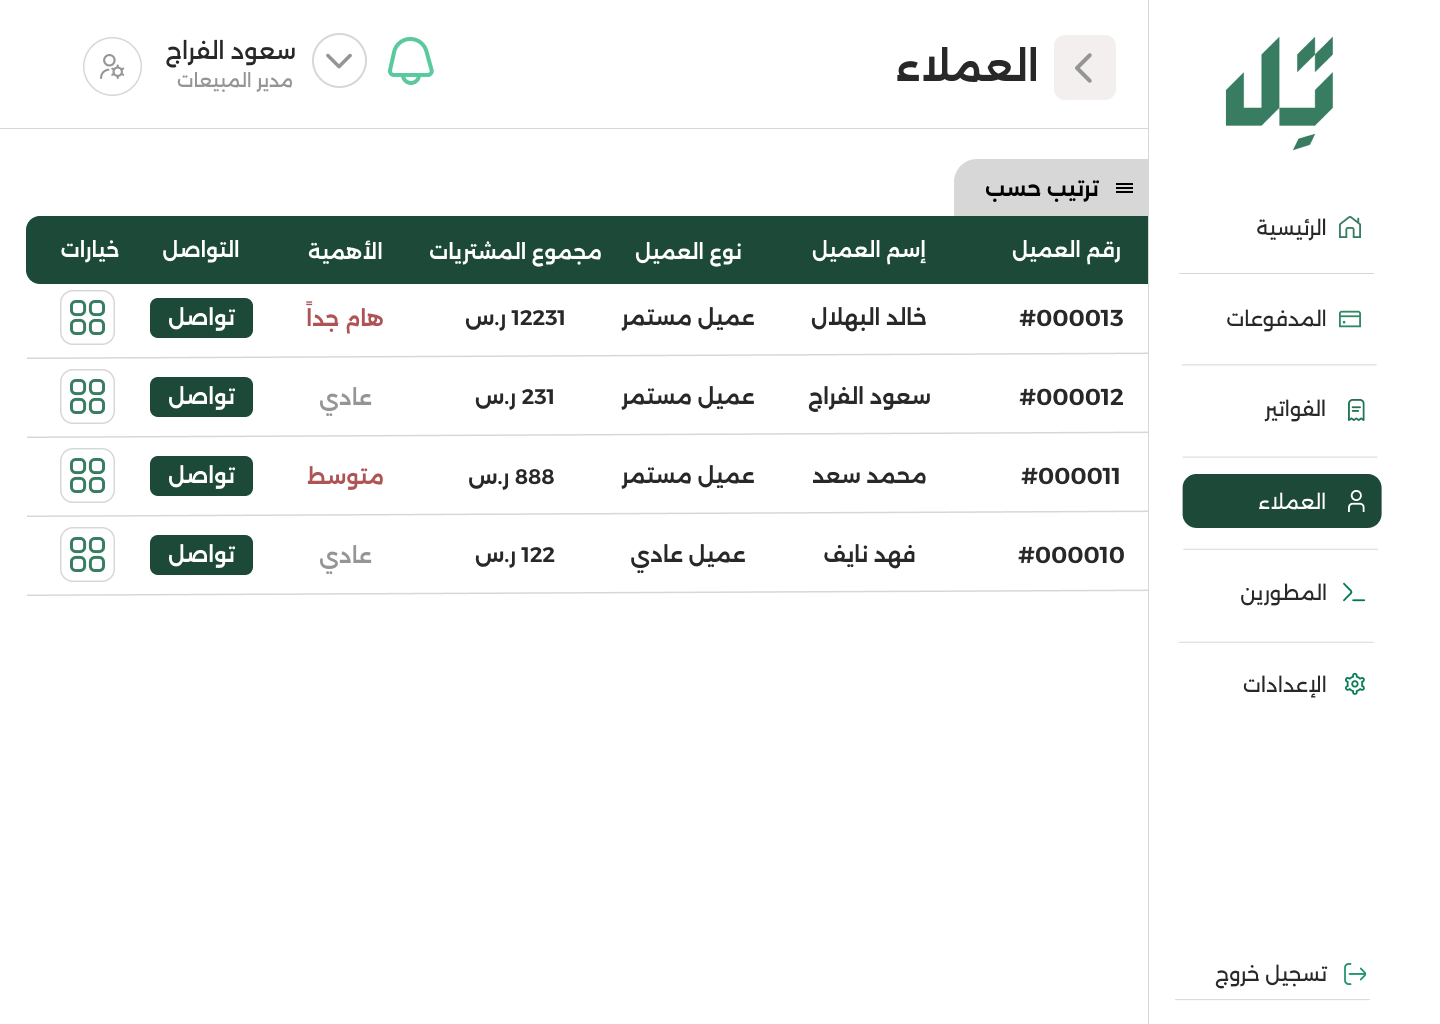 تِلّ
الرئيسية
المدفوعات
الفواتير
العملاء
المطورين
الإعدادات
تسجيل خروج
العملاء
سعود الفراج
مدير المبيعات
ترتيب حسب
رقم العميل إسم العميل نوع العميل مجموع المشتريات الأهمية التواصل خيارات
#000013 خالد البهلال عميل مستمر 12231 ر.س هام جداً تواصل
#000012 سعود الفراج عميل مستمر 231 ر.س عادي تواصل
#000011 محمد سعد عميل مستمر 888 ر.س متوسط تواصل
#000010 فهد نايف عميل عادي 122 ر.س عادي تواصل